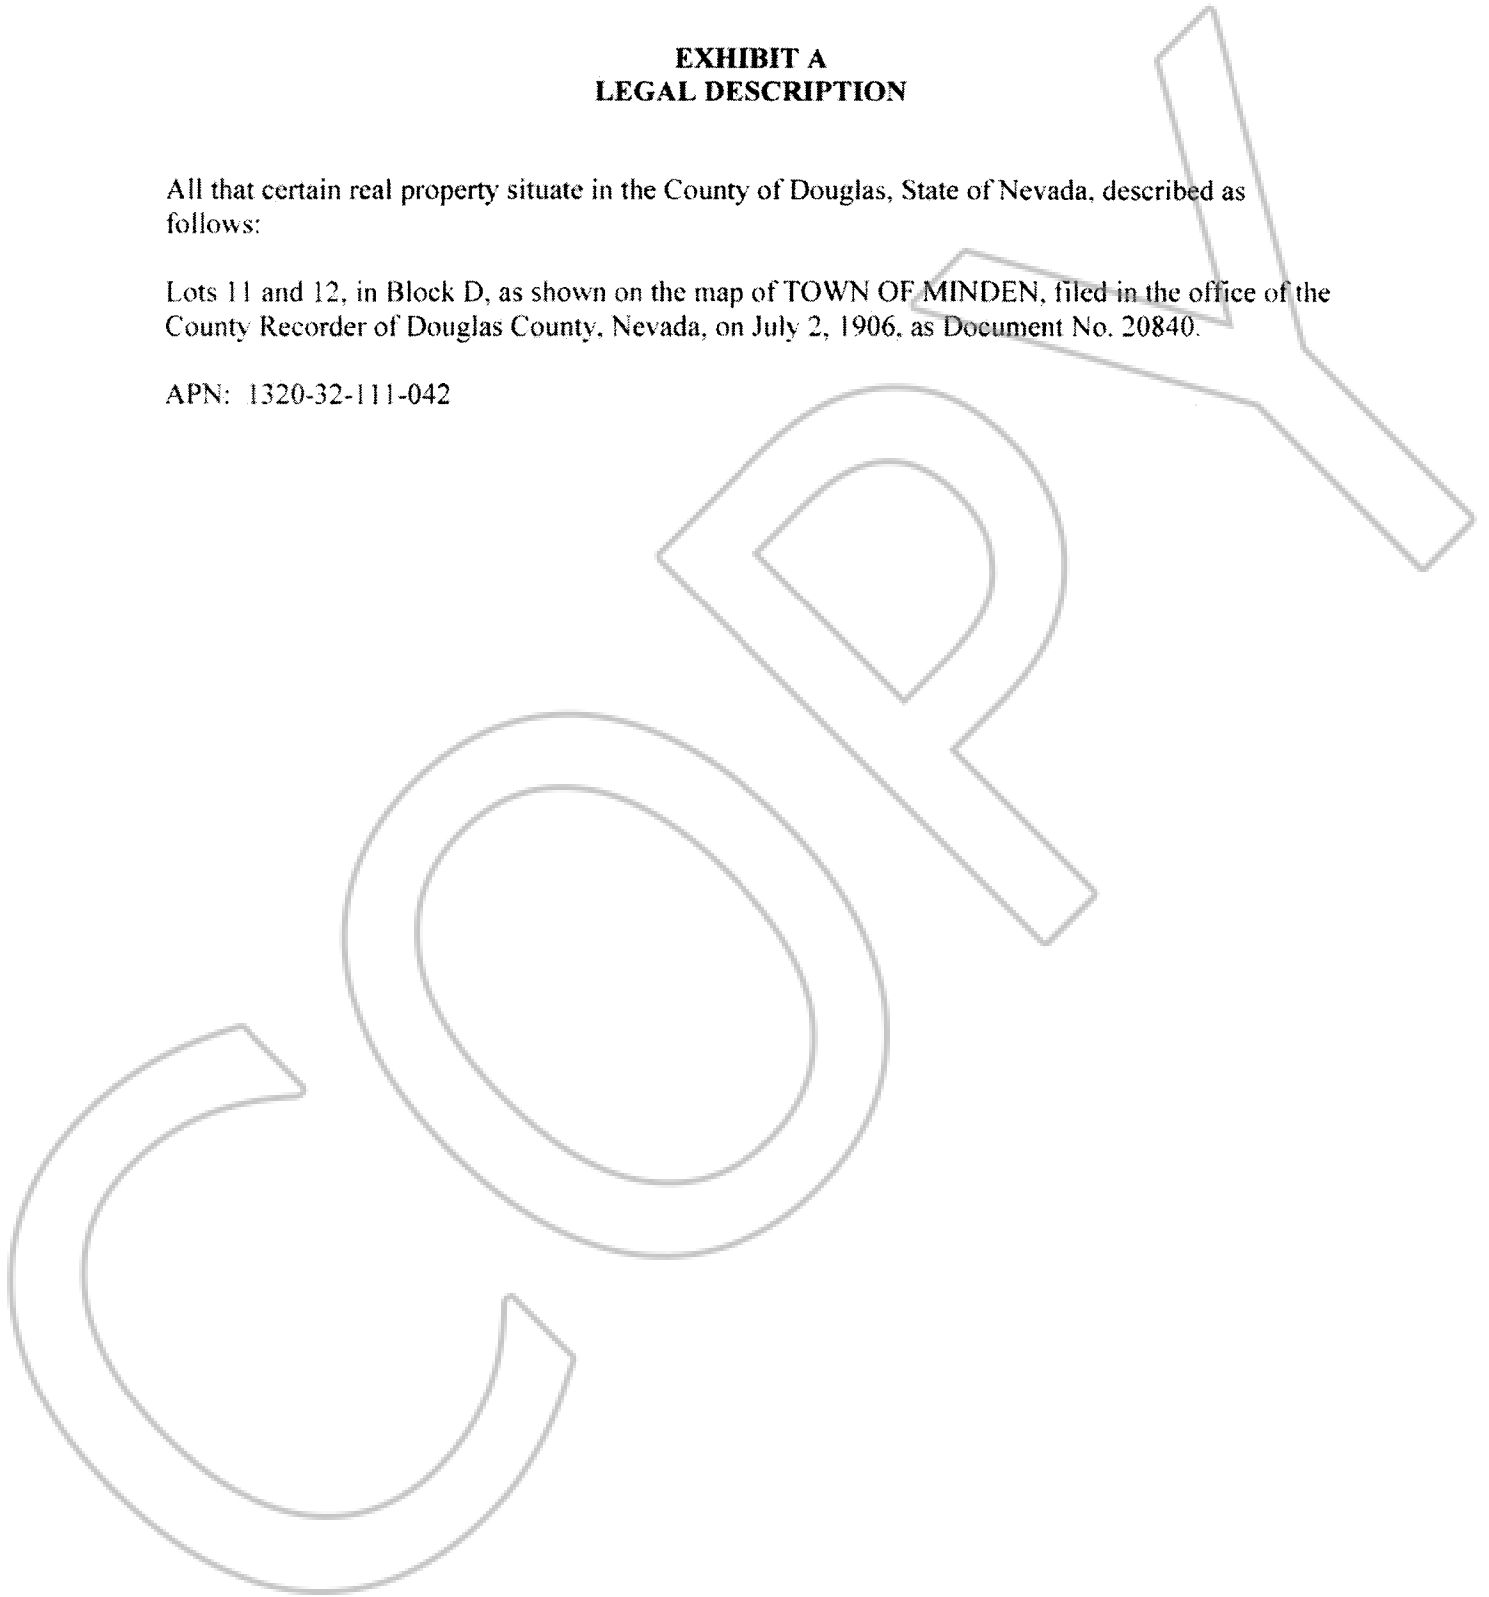 EXHIBIT A
LEGAL DESCRIPTION
All that certain real property situate in the County of Douglas, State of Nevada, described as
follows:
Lots 11 and 12, in Block D, as shown on the map of TOWN OF MINDEN, filed in the office of the
County Recorder of Douglas County, Nevada, on July 2, 1906, as Document No. 20840.
APN: 1320-32-111-042
COPY